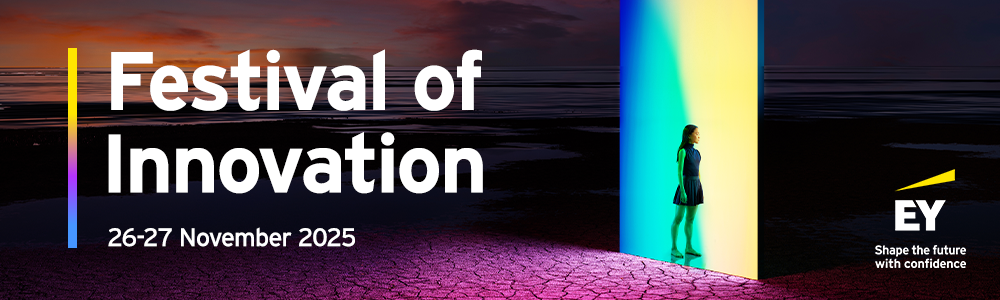 Festival of
Innovation
26-27 November 2025
EY
Shape the future
with confidence